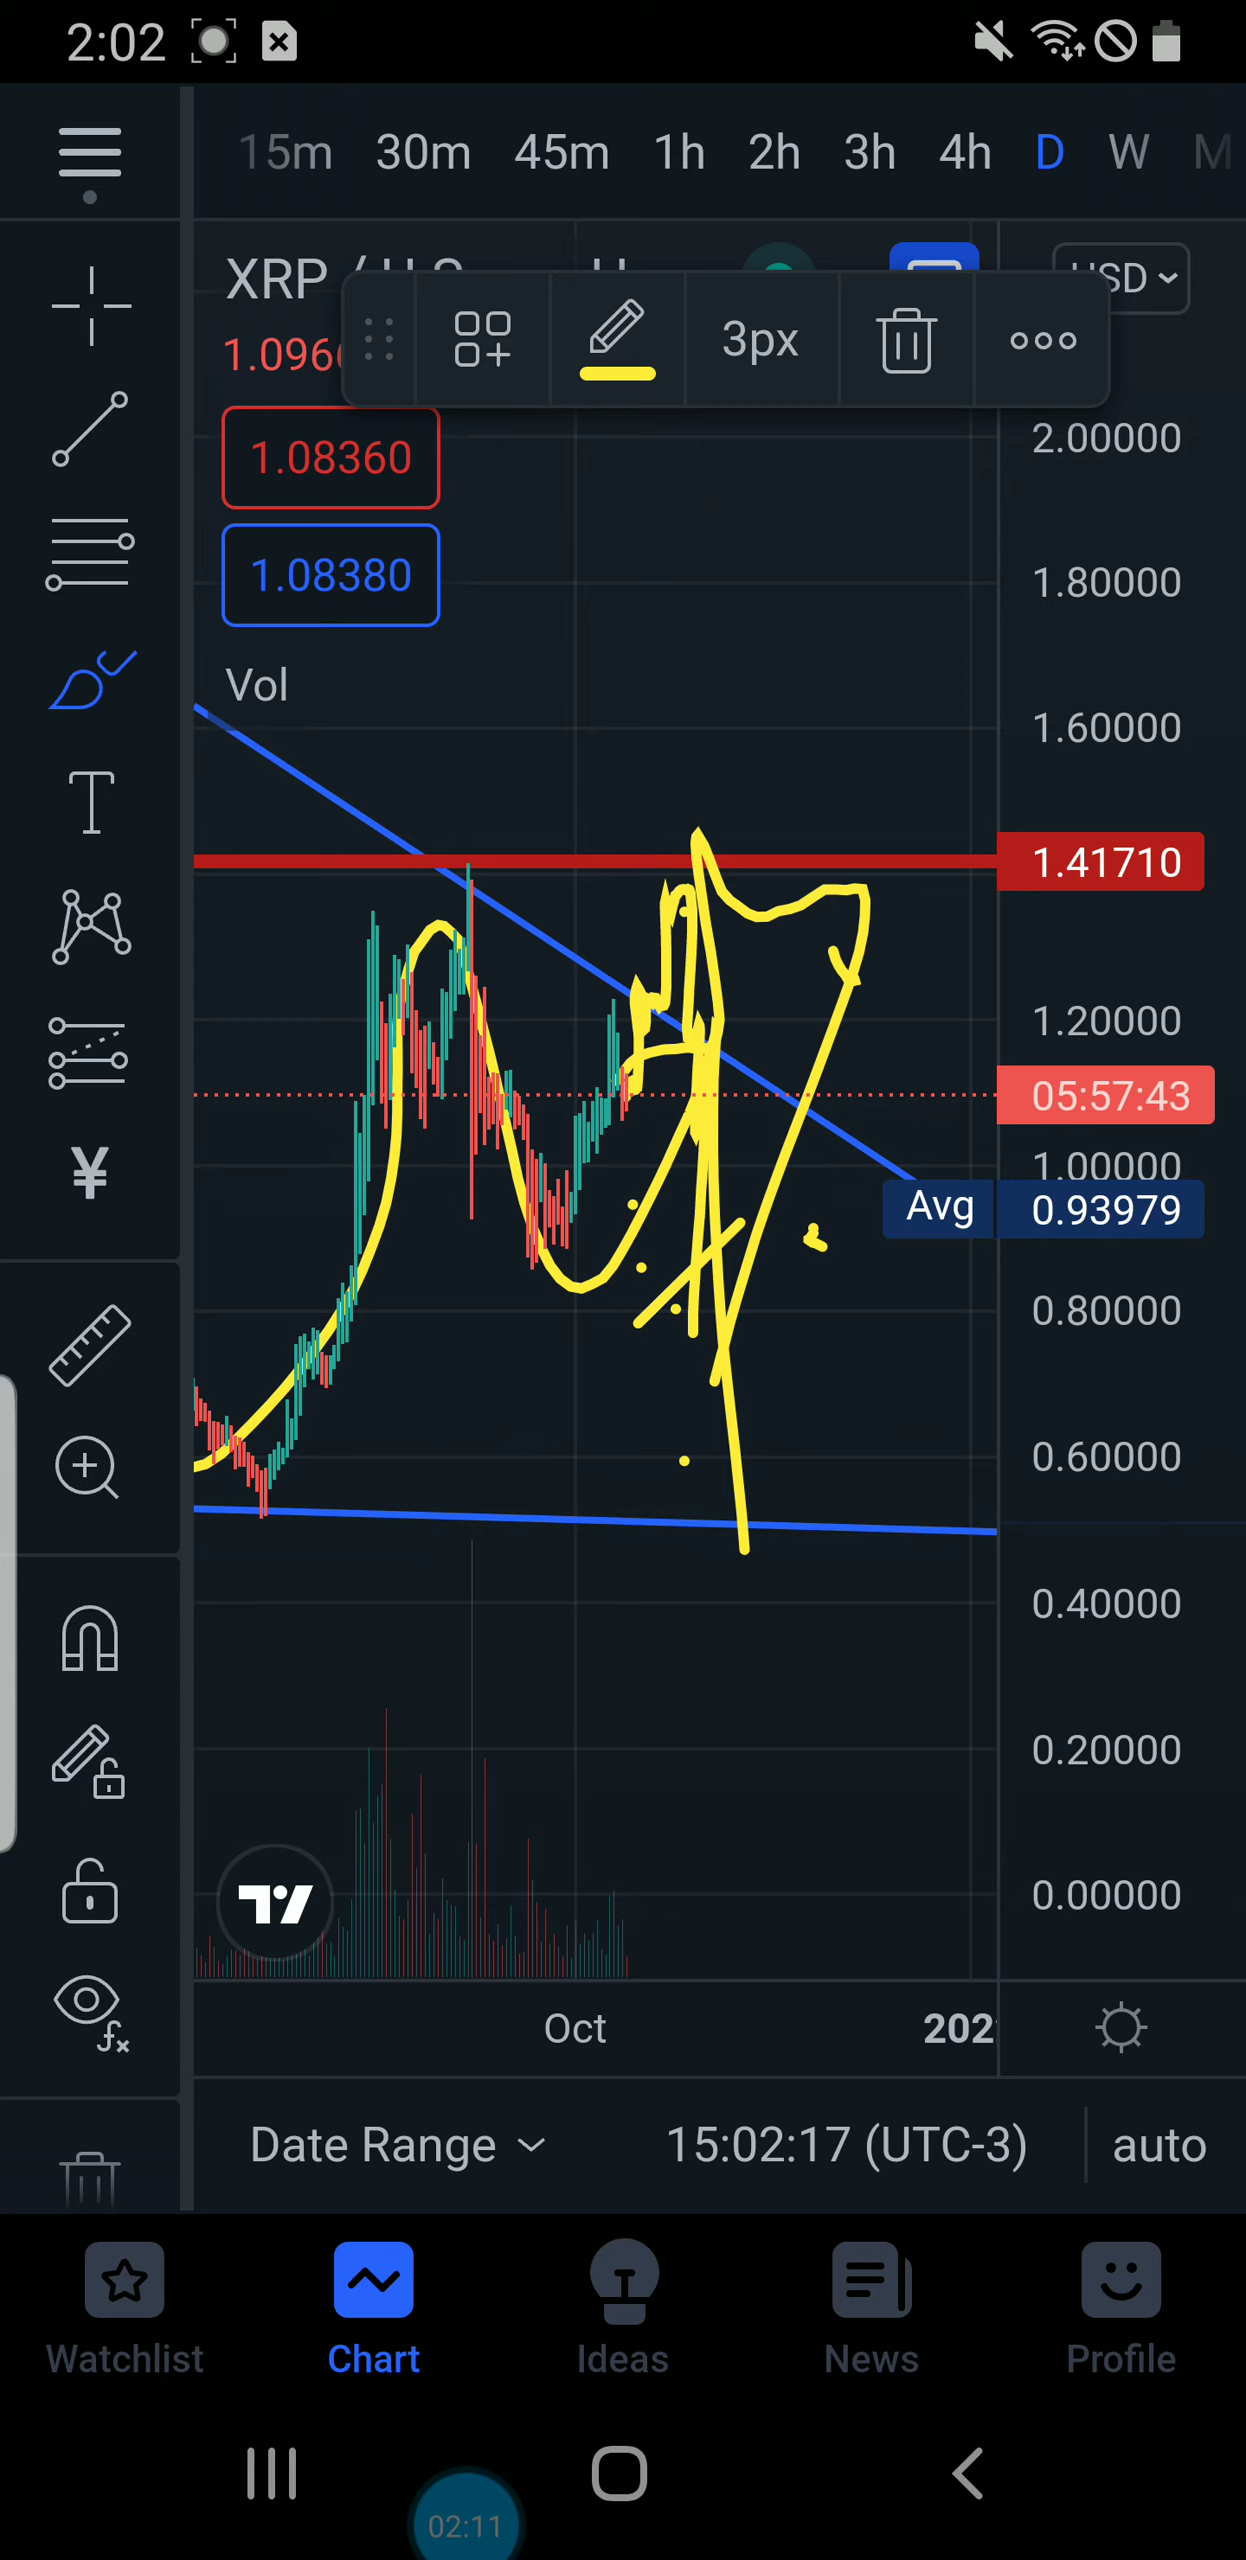 2:02
15m 30m 45m 1h 2h 3h 4h D W M
XRP
USD
1.096
3px
1.08360
1.08380
Vol
2.00000
1.80000
1.60000
1.41710
1.20000
05:57:43
1.00000
Avg 0.93979
0.80000
0.60000
0.40000
0.20000
0.00000
Oct 202
Date Range 15:02:17 (UTC-3) auto
Watchlist Chart Ideas News Profile
02:11